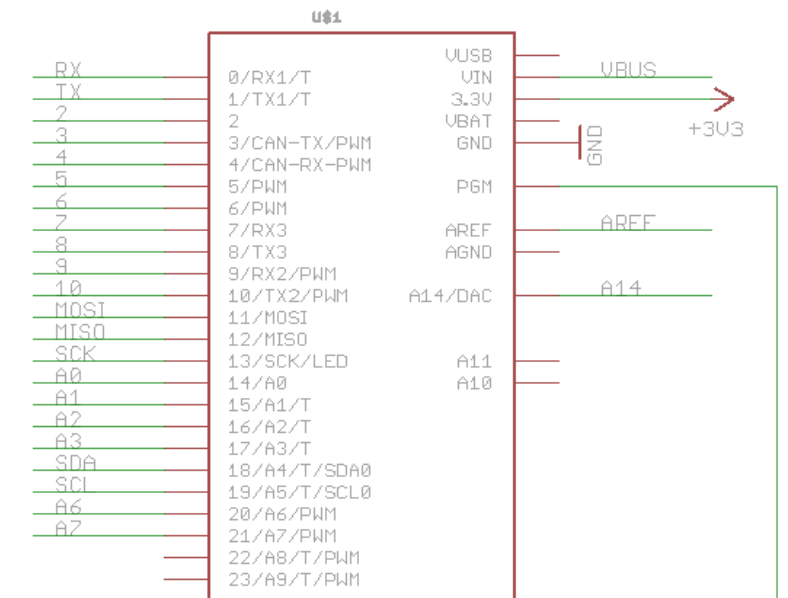 U$1
VUSB
RX 0/RX1/T VIN VBUS
TX 1/TX1/T 3.3V
+3V3
2 2 VBAT
3 3/CAN-TX/PWM GND GND
4 4/CAN-RX-PWM
5 5/PWM PGM
6 6/PWM
7 7/RX3 AREF AREF
8 8/TX3 AGND
9 9/RX2/PWM
10 10/TX2/PWM A14/DAC A14
MOSI 11/MOSI
MISO 12/MISO
SCK 13/SCK/LED A11
A0 14/A0 A10
A1 15/A1/T
A2 16/A2/T
A3 17/A3/T
SDA 18/A4/T/SDA0
SCL 19/A5/T/SCL0
A6 20/A6/PWM
A7 21/A7/PWM
22/A8/T/PWM
23/A9/T/PWM